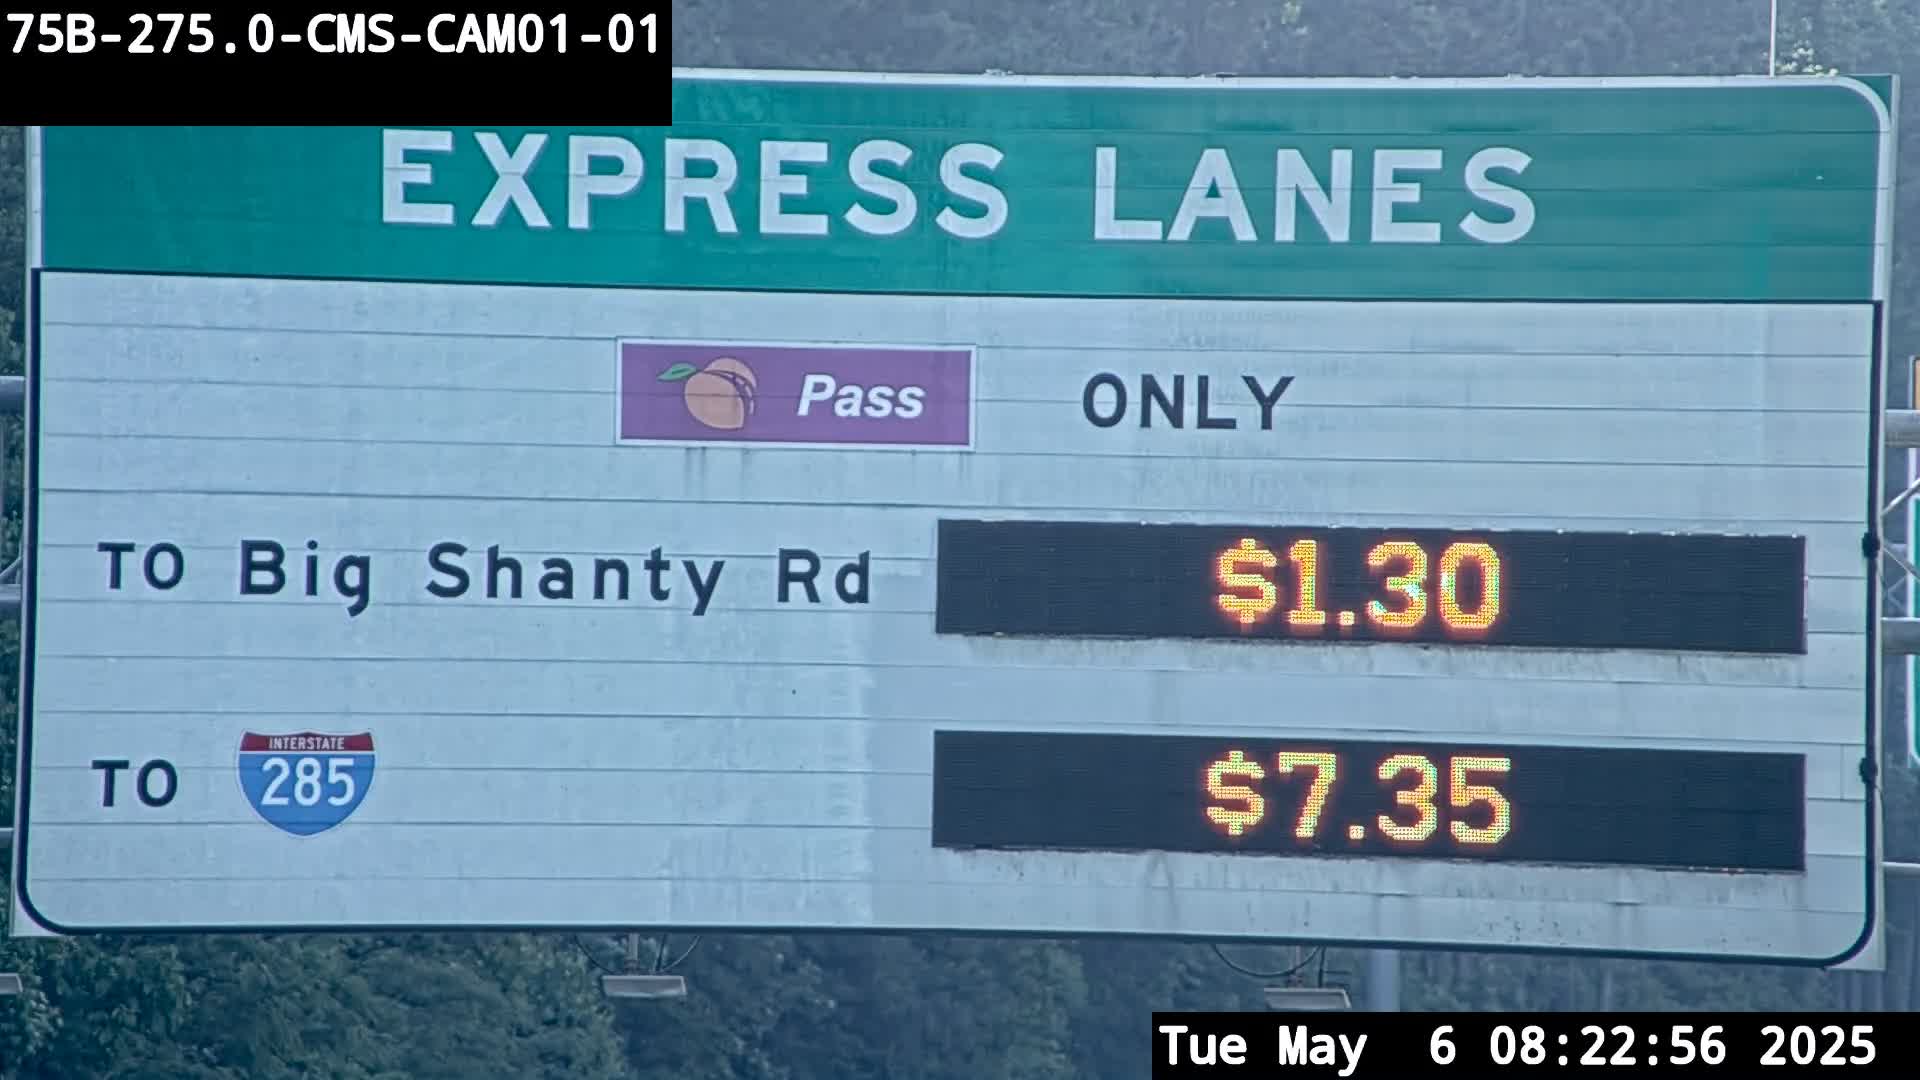 75B-275.0-CMS-CAM01-01
EXPRESS LANES
Pass ONLY
TO Big Shanty Rd $1.30
INTERSTATE
TO 285 $7.35
Tue May 6 08:22:56 2025